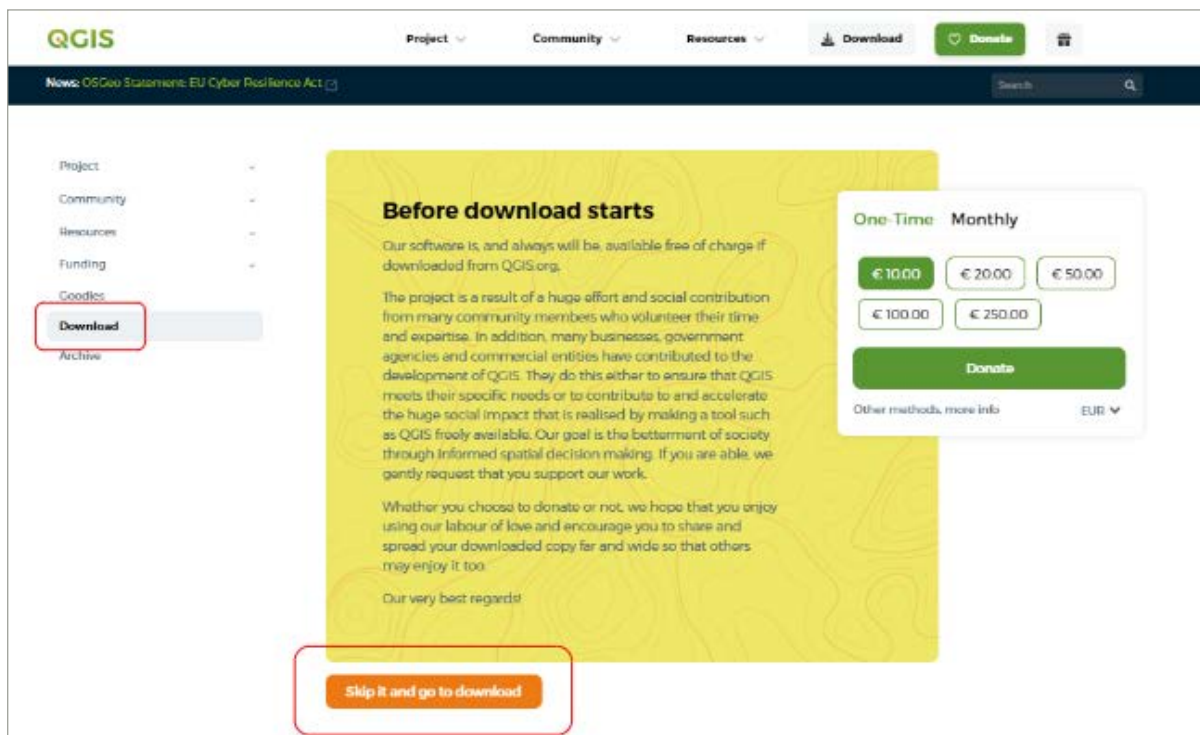 QGIS
Project
Community
Resources
Download
Donate
News: OSGeo Statement: EU Cyber Resilience Act
Search
Project
Community
Resources
Funding
Goodies
Download
Archive
Before download starts
Our software is, and always will be, available free of charge if
downloaded from QGIS.org.
The project is a result of a huge effort and social contribution
from many community members who volunteer their time
and expertise. In addition, many businesses, government
agencies and commercial entities have contributed to the
development of QGIS. They do this either to ensure that QGIS
meets their specific needs or to contribute to and accelerate
the huge social impact that is realised by making a tool such
as QGIS freely available. Our goal is the betterment of society
through informed spatial decision making. If you are able, we
gently request that you support our work.
Whether you choose to donate or not, we hope that you enjoy
using our labour of love and encourage you to share and
spread your downloaded copy far and wide so that others
may enjoy it too.
Our very best regards!
One-Time Monthly
€ 10.00 € 20.00 € 50.00
€ 100.00 € 250.00
Donate
Other methods, more info EUR
Skip it and go to download